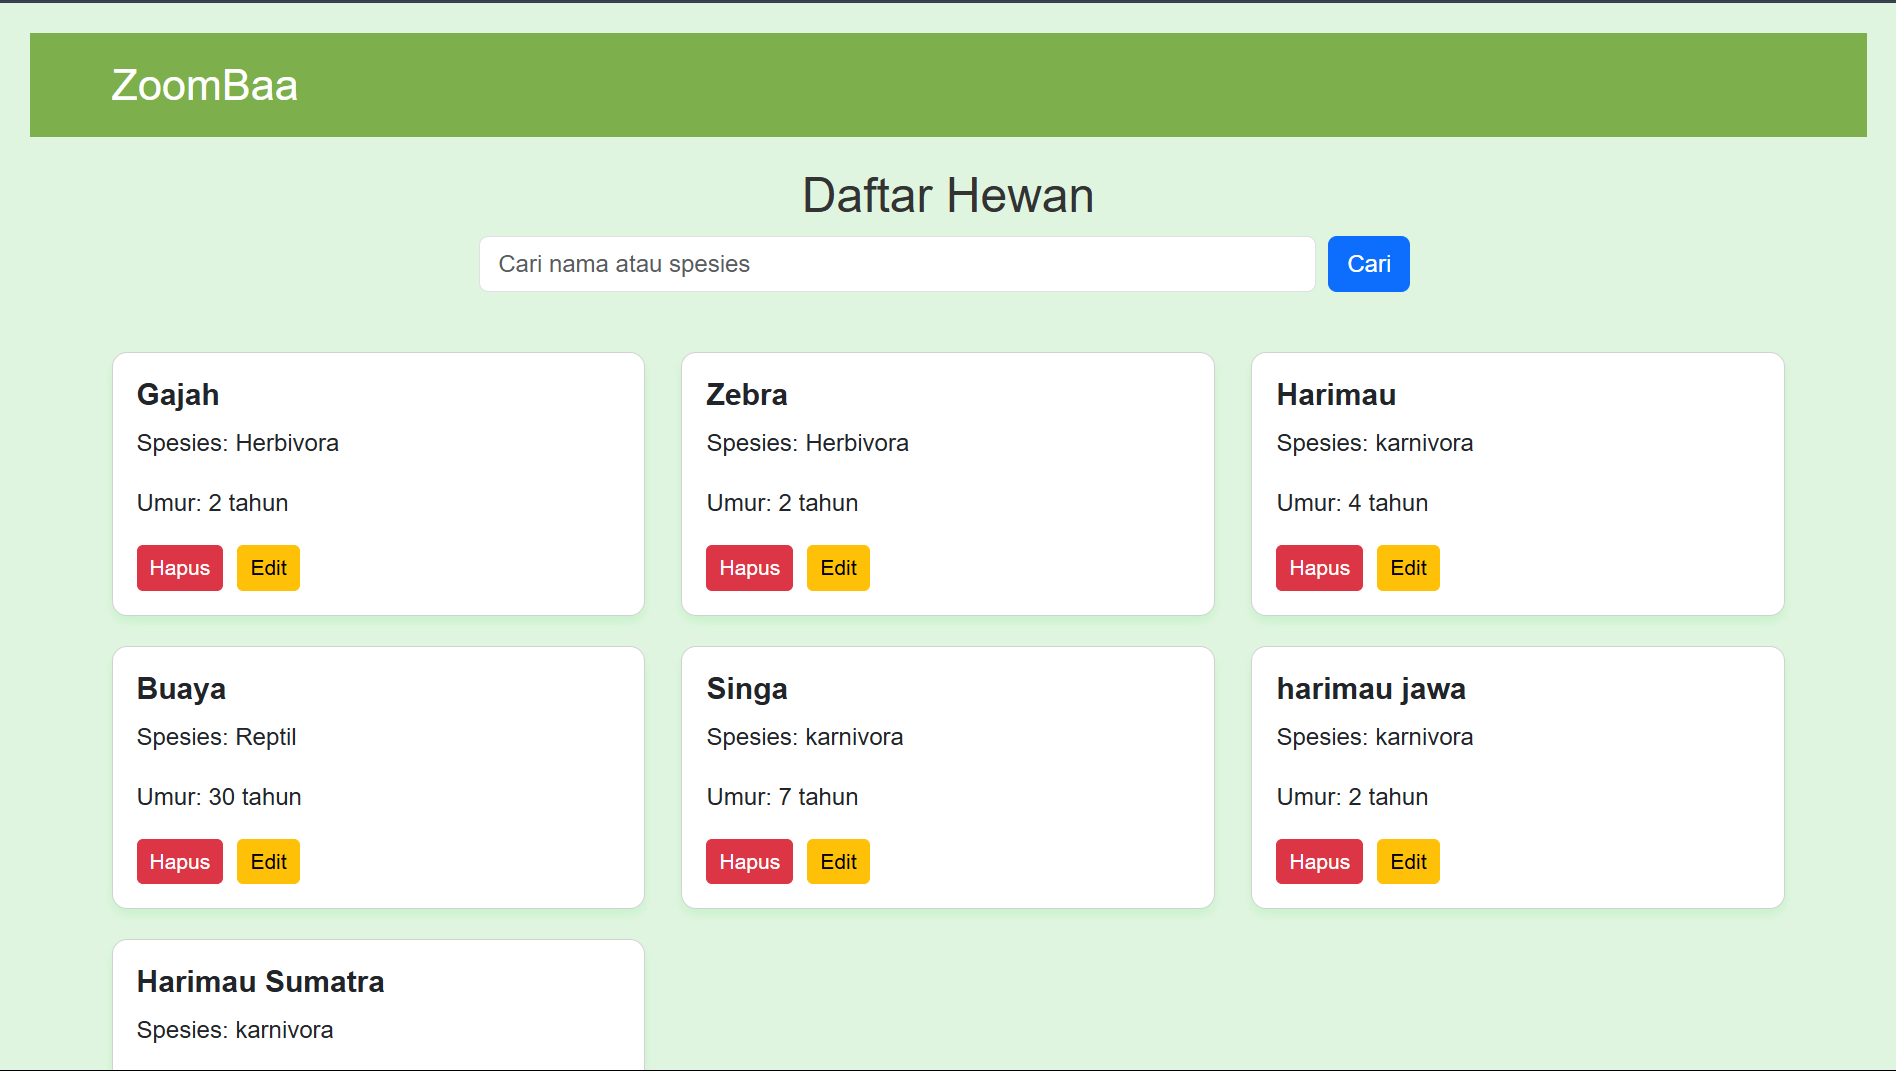 ZoomBaa
Daftar Hewan
Cari nama atau spesies
Cari
Gajah
Spesies: Herbivora
Umur: 2 tahun
Hapus Edit
Zebra
Spesies: Herbivora
Umur: 2 tahun
Hapus Edit
Harimau
Spesies: karnivora
Umur: 4 tahun
Hapus Edit
Buaya
Spesies: Reptil
Umur: 30 tahun
Hapus Edit
Singa
Spesies: karnivora
Umur: 7 tahun
Hapus Edit
harimau jawa
Spesies: karnivora
Umur: 2 tahun
Hapus Edit
Harimau Sumatra
Spesies: karnivora